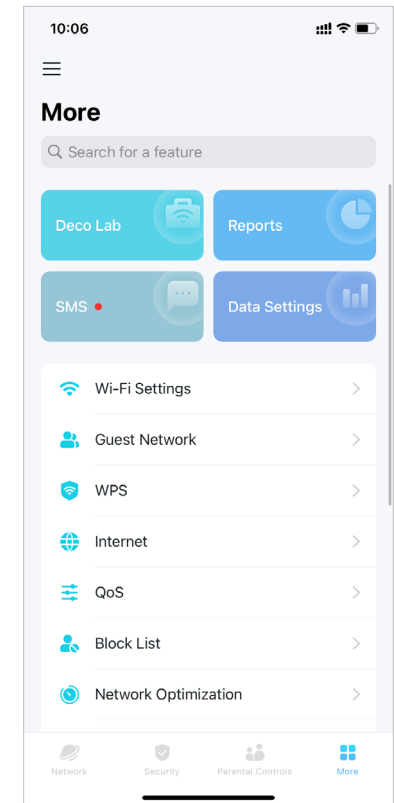 10:06
More
Search for a feature
Deco Lab
Reports
SMS
Data Settings
Wi-Fi Settings
Guest Network
WPS
Internet
QoS
Block List
Network Optimization
Network
Security
Parental Controls
More